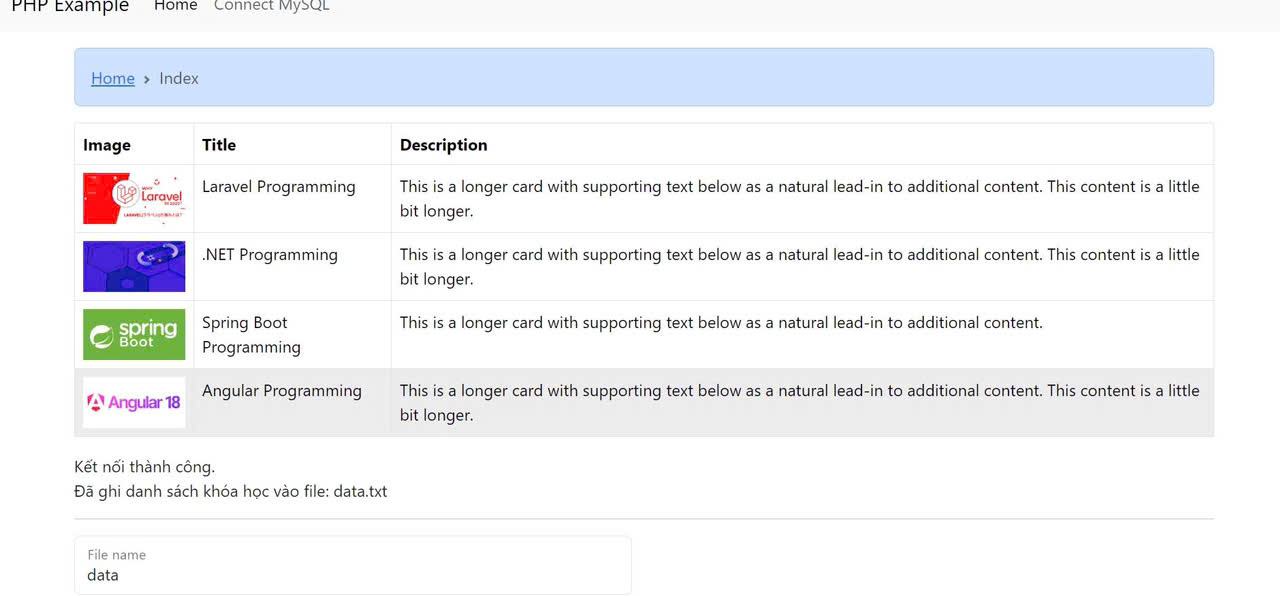 PHP Example Home Connect MySQL
Home › Index
Image Title Description
WHY
Laravel
Laravel Programming
This is a longer card with supporting text below as a natural lead-in to additional content. This content is a little
bit longer.
.NET Programming
This is a longer card with supporting text below as a natural lead-in to additional content. This content is a little
bit longer.
spring
Boot
Spring Boot
Programming
This is a longer card with supporting text below as a natural lead-in to additional content.
Angular 18
Angular Programming
This is a longer card with supporting text below as a natural lead-in to additional content. This content is a little
bit longer.
Kết nối thành công.
Đã ghi danh sách khóa học vào file: data.txt
File name
data